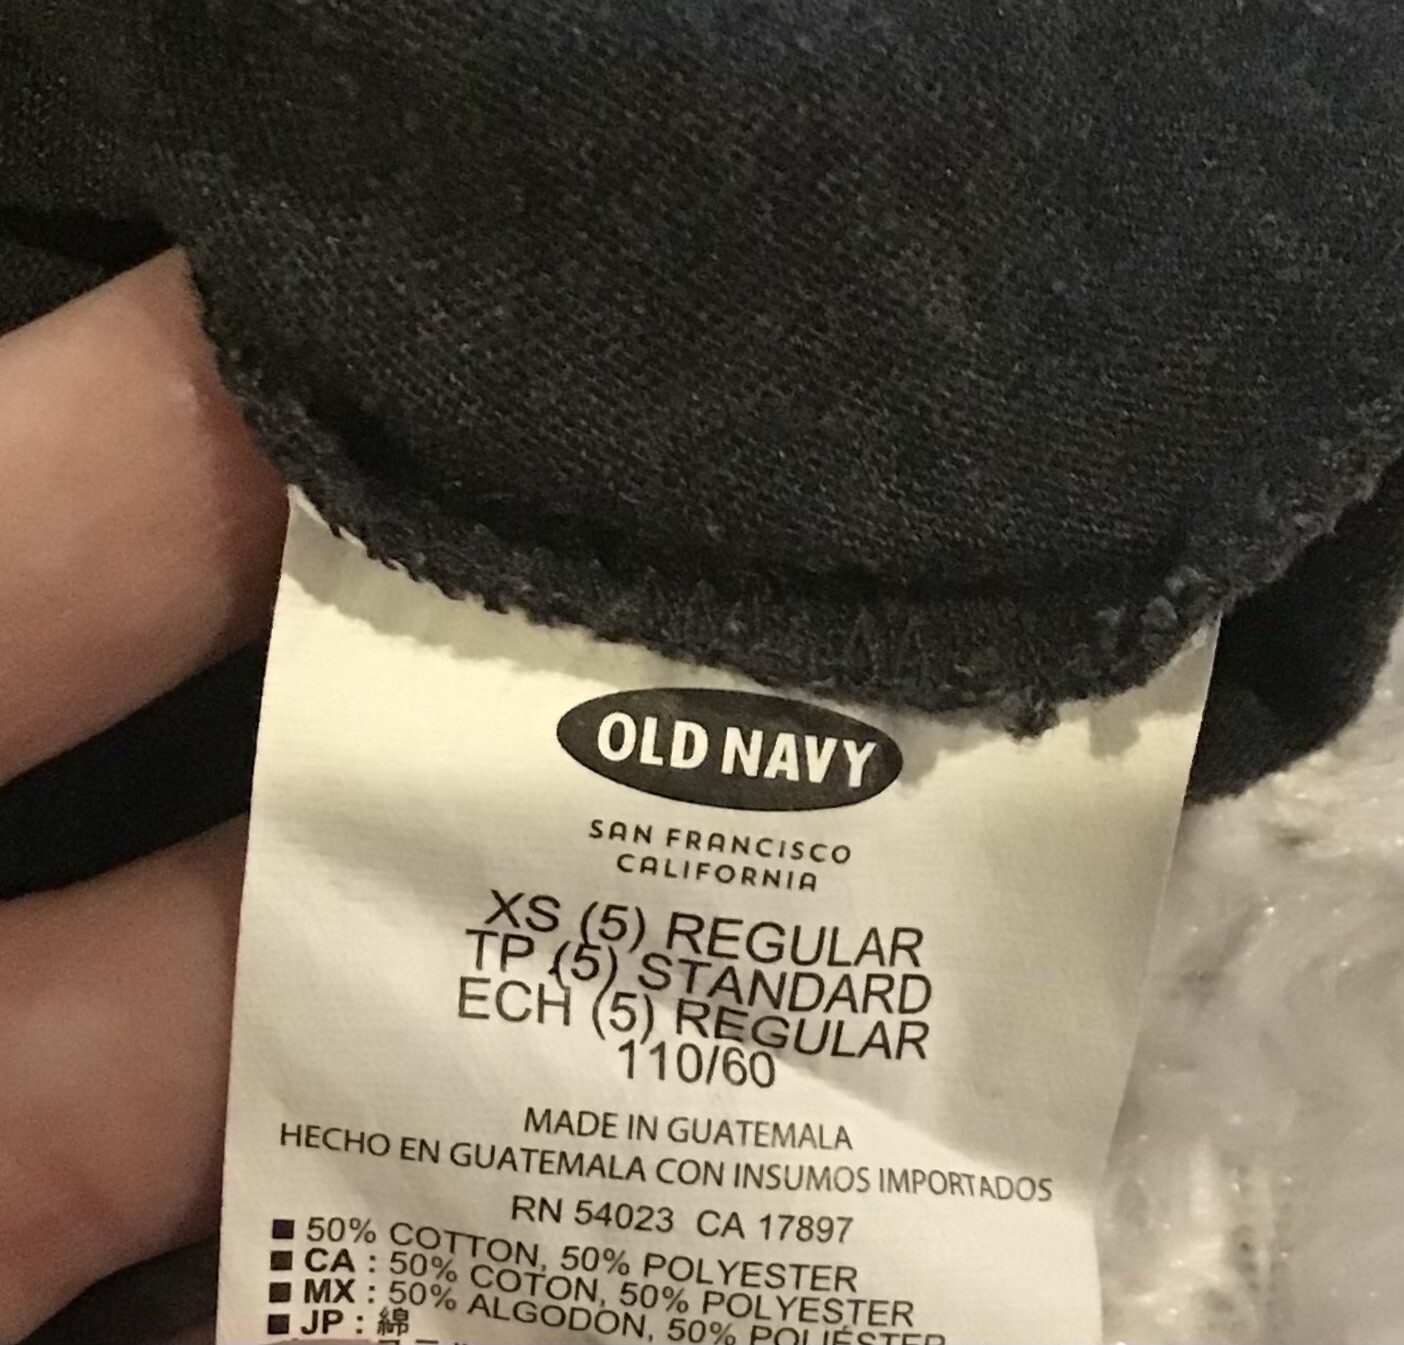 OLD NAVY
SAN FRANCISCO
CALIFORNIA
XS (5) REGULAR
TP (5) STANDARD
ECH (5) REGULAR
110/60
MADE IN GUATEMALA
HECHO EN GUATEMALA CON INSUMOS IMPORTADOS
RN 54023 CA 17897
■ 50% COTTON, 50% POLYESTER
■ CA : 50% COTON, 50% POLYESTER
■ MX : 50% ALGODON, 50% POLIÉSTER
■ JP : 綿